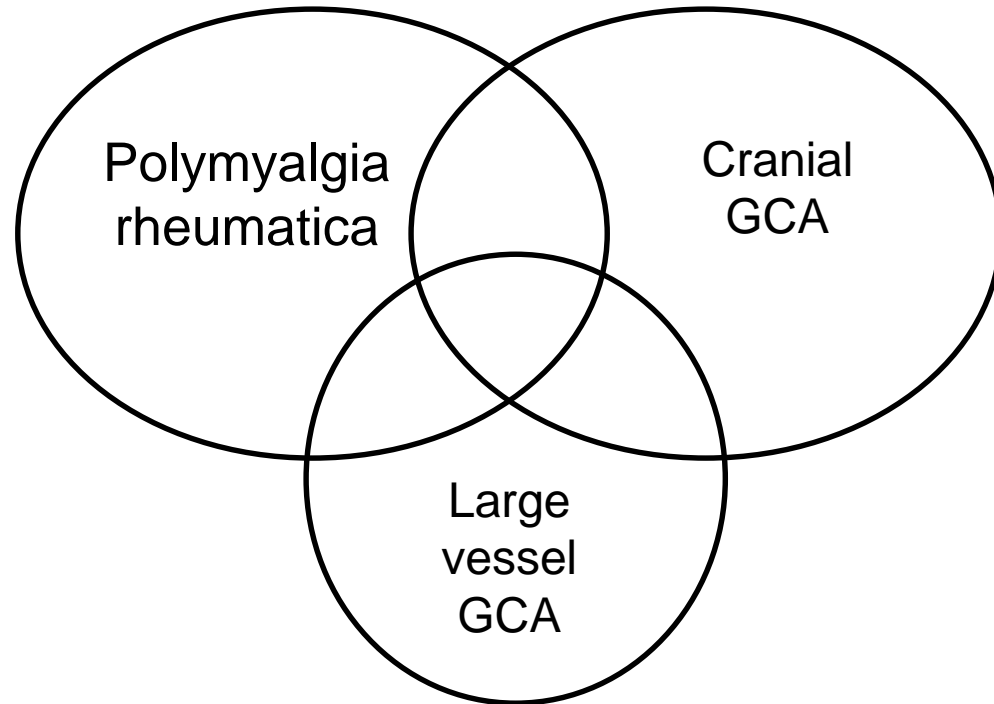 Polymyalgia
rheumatica
Cranial
GCA
Large
vessel
GCA